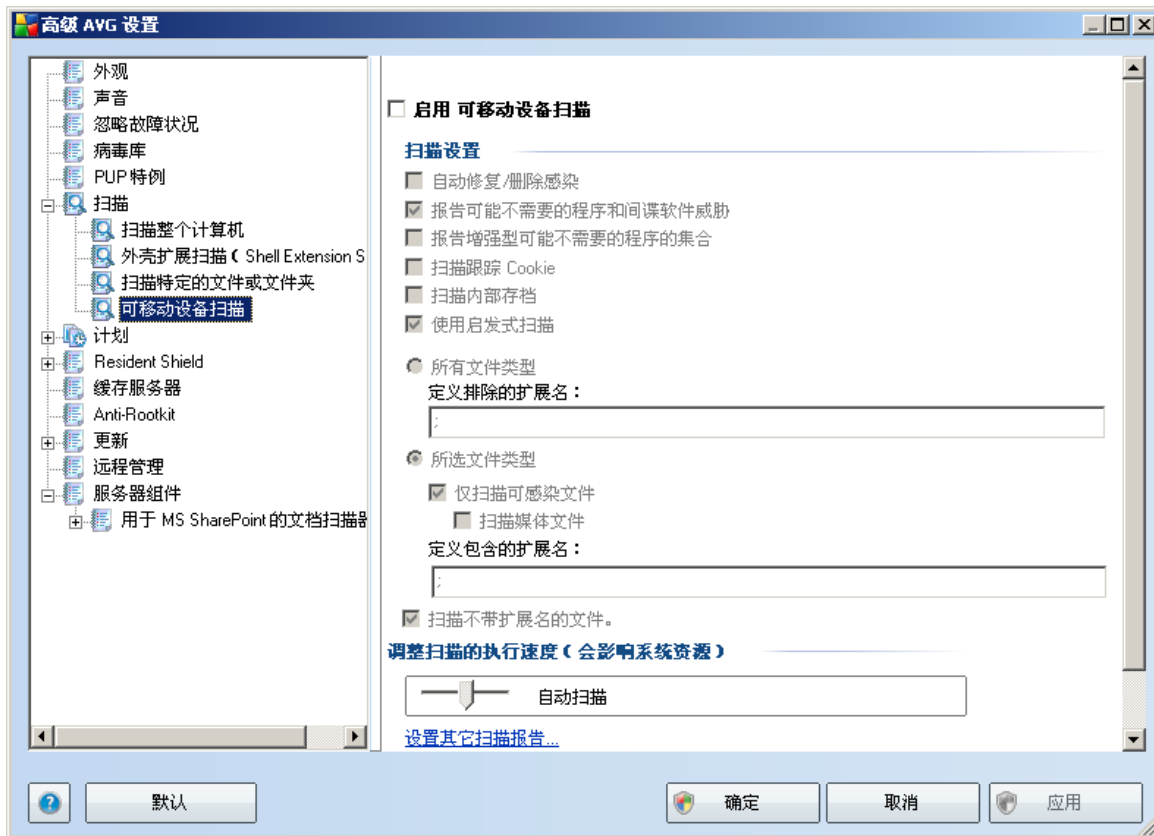 高级 AVG 设置
外观
声音
忽略故障状况
病毒库
PUP 特例
扫描
扫描整个计算机
外壳扩展扫描（ Shell Extension S
扫描特定的文件或文件夹
可移动设备扫描
计划
Resident Shield
缓存服务器
Anti-Rootkit
更新
远程管理
服务器组件
用于 MS SharePoint 的文档扫描器
启用 可移动设备扫描
扫描设置
自动修复/删除感染
报告可能不需要的程序和间谍软件威胁
报告增强型可能不需要的程序的集合
扫描跟踪 Cookie
扫描内部存档
使用启发式扫描
所有文件类型
定义排除的扩展名：
;
所选文件类型
仅扫描可感染文件
扫描媒体文件
定义包含的扩展名：
;
扫描不带扩展名的文件。
调整扫描的执行速度（会影响系统资源）
自动扫描
设置其它扫描报告...
默认
确定
取消
应用